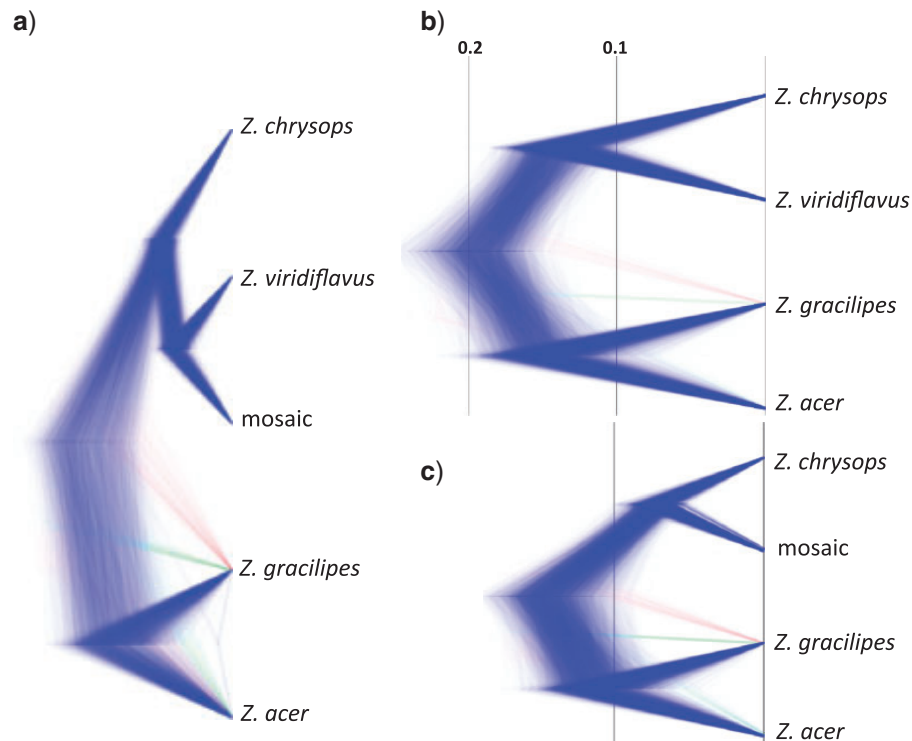 a)
Z. chrysops
Z. viridiflavus
mosaic
Z. gracilipes
Z. acer
b)
0.2 0.1
Z. chrysops
Z. viridiflavus
Z. gracilipes
Z. acer
c)
Z. chrysops
mosaic
Z. gracilipes
Z. acer